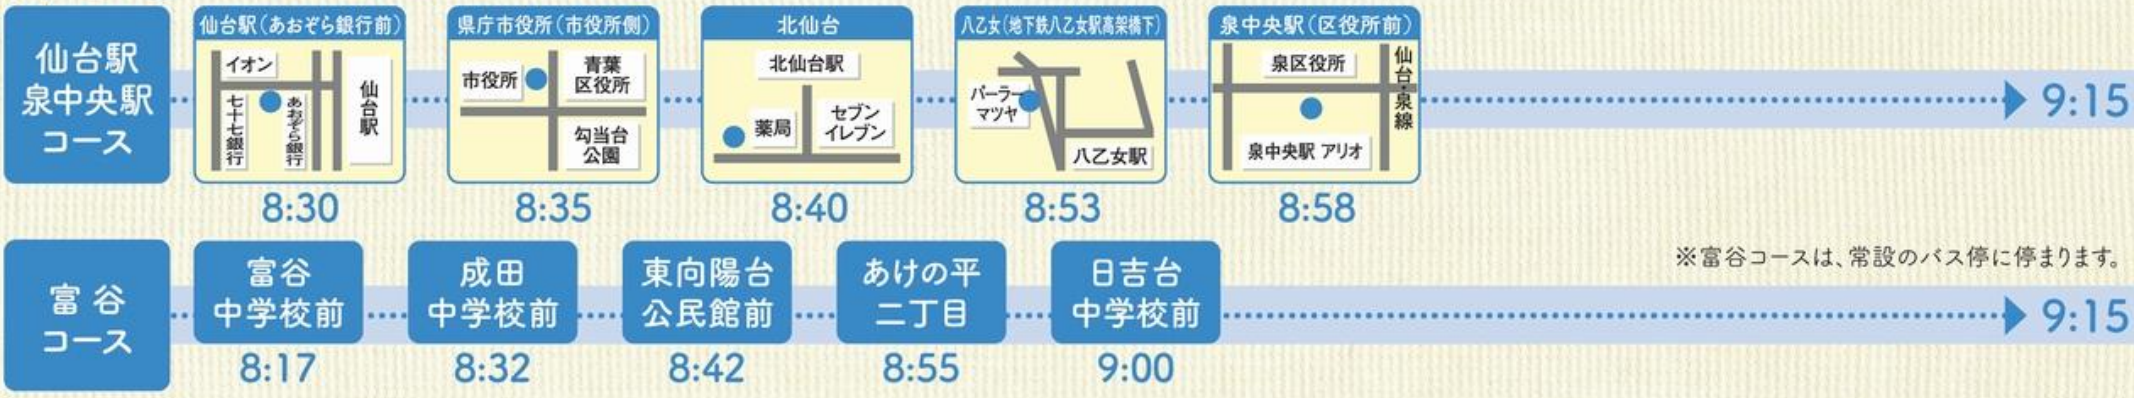 仙台駅
泉中央駅
コース
仙台駅(あおぞら銀行前)
イオン
七十七銀行
あおぞら銀行
仙台駅
8:30
県庁市役所(市役所側)
市役所
青葉
区役所
勾当台
公園
8:35
北仙台
北仙台駅
薬局
セブン
イレブン
8:40
八乙女(地下鉄八乙女駅高架橋下)
パーラー
マツヤ
八乙女駅
8:53
泉中央駅(区役所前)
泉区役所
仙台・泉線
泉中央駅 アリオ
8:58
9:15
※富谷コースは、常設のバス停に停まります。
富谷
コース
富谷
中学校前
8:17
成田
中学校前
8:32
東向陽台
公民館前
8:42
あけの平
二丁目
8:55
日吉台
中学校前
9:00
9:15